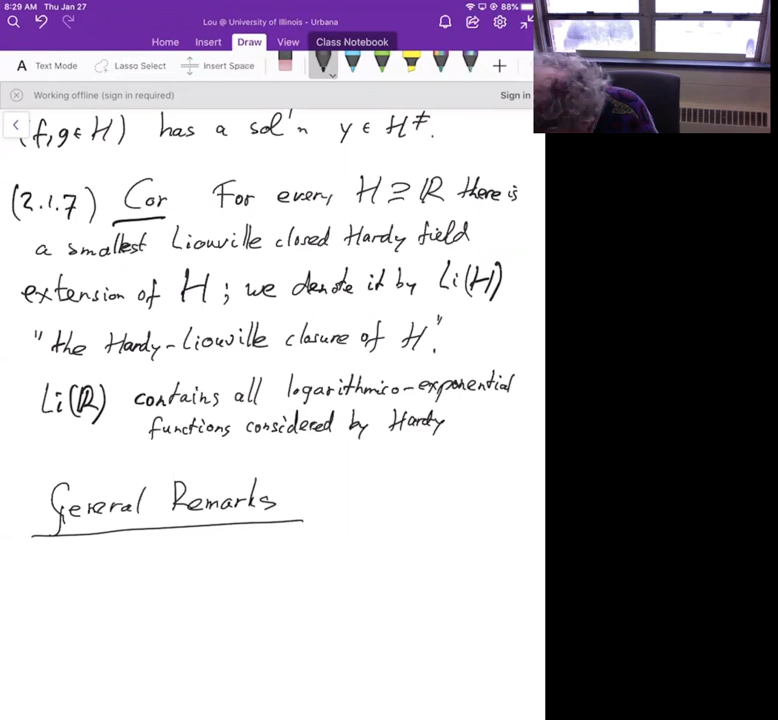 8:29 AM Thu Jan 27
88%
Lou @ University of Illinois - Urbana
Home Insert Draw View Class Notebook
A Text Mode Lasso Select Insert Space
Working offline (sign in required) Sign in
(f,g ∈ H) has a sol'n y ∈ H≠.
(2.1.7) Cor For every H ⊇ ℝ there is
a smallest Liouville closed Hardy field
extension of H; we denote it by Li(H)
"the Hardy-Liouville closure of H".
Li(ℝ) contains all logarithmico-exponential
functions considered by Hardy
General Remarks